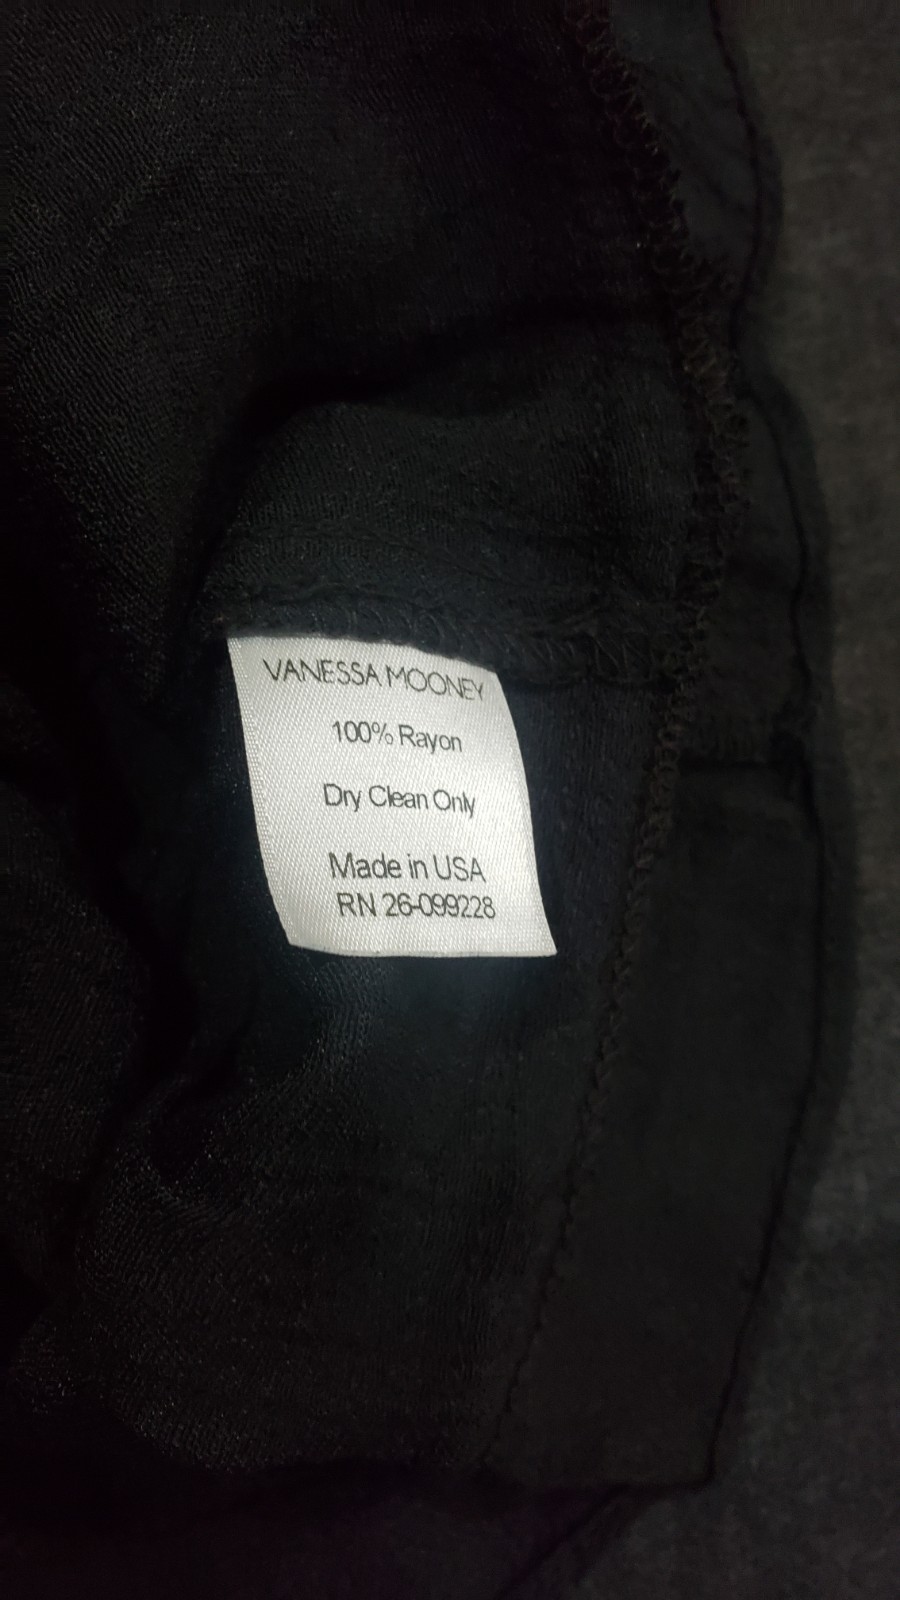 VANESSA MOONEY
100% Rayon
Dry Clean Only
Made in USA
RN 26-099228